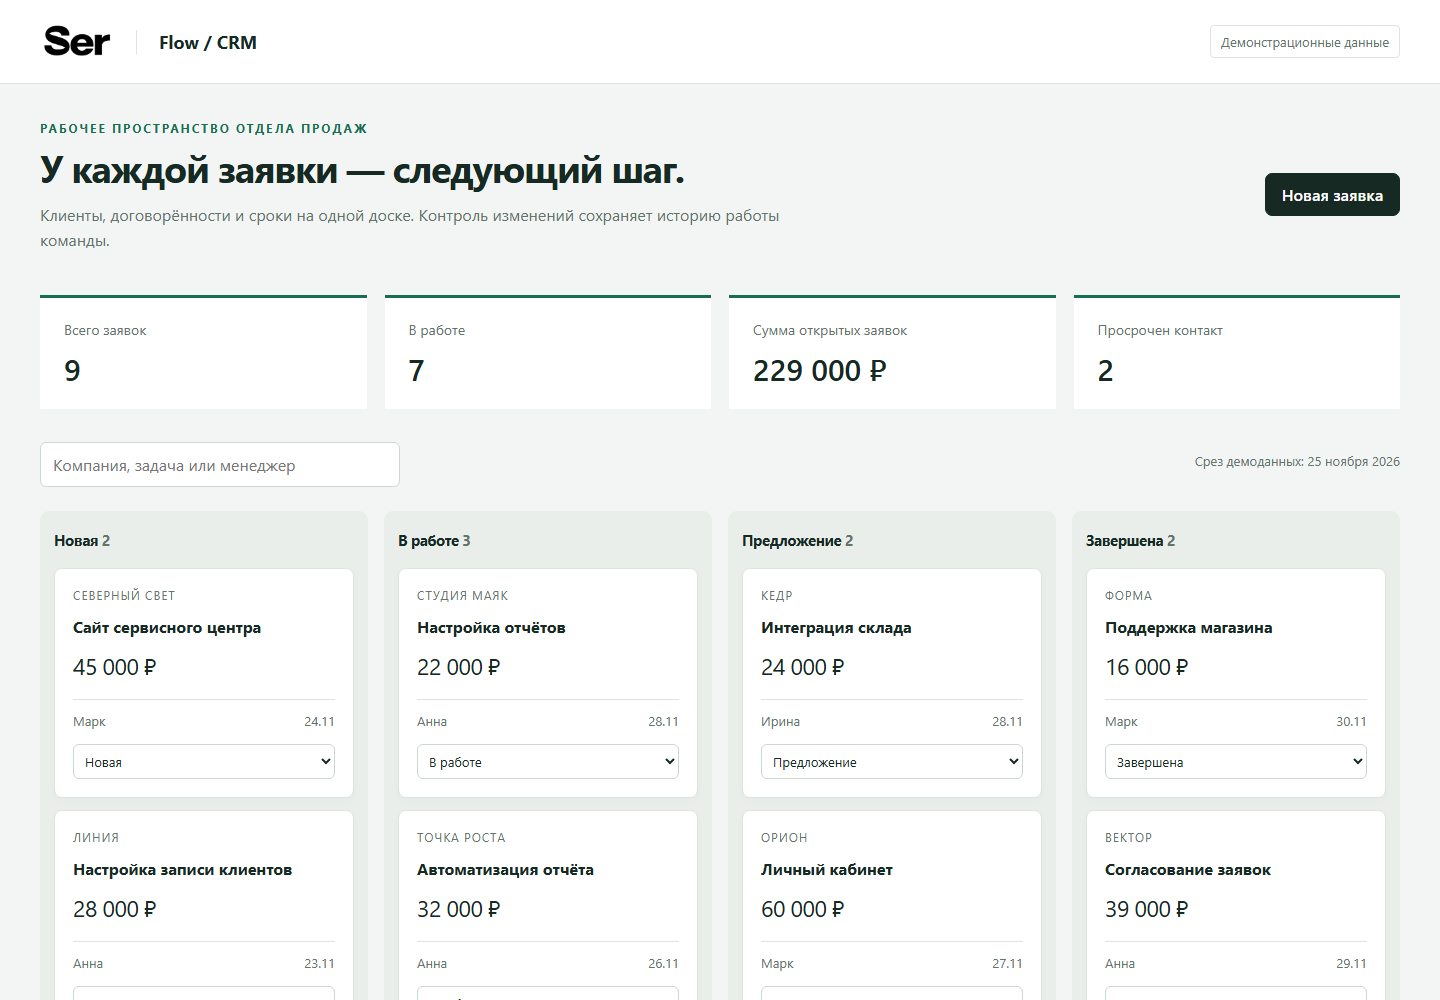 Ser
Flow / CRM
Демонстрационные данные
РАБОЧЕЕ ПРОСТРАНСТВО ОТДЕЛА ПРОДАЖ
У каждой заявки — следующий шаг.
Клиенты, договорённости и сроки на одной доске. Контроль изменений сохраняет историю работы
команды.
Новая заявка
Всего заявок
9
В работе
7
Сумма открытых заявок
229 000 ₽
Просрочен контакт
2
Компания, задача или менеджер
Срез демоданных: 25 ноября 2026
Новая 2
СЕВЕРНЫЙ СВЕТ
Сайт сервисного центра
45 000 ₽
Марк 24.11
Новая
ЛИНИЯ
Настройка записи клиентов
28 000 ₽
Анна 23.11
В работе 3
СТУДИЯ МАЯК
Настройка отчётов
22 000 ₽
Анна 28.11
В работе
ТОЧКА РОСТА
Автоматизация отчёта
32 000 ₽
Анна 26.11
Предложение 2
КЕДР
Интеграция склада
24 000 ₽
Ирина 28.11
Предложение
ОРИОН
Личный кабинет
60 000 ₽
Марк 27.11
Завершена 2
ФОРМА
Поддержка магазина
16 000 ₽
Марк 30.11
Завершена
ВЕКТОР
Согласование заявок
39 000 ₽
Анна 29.11